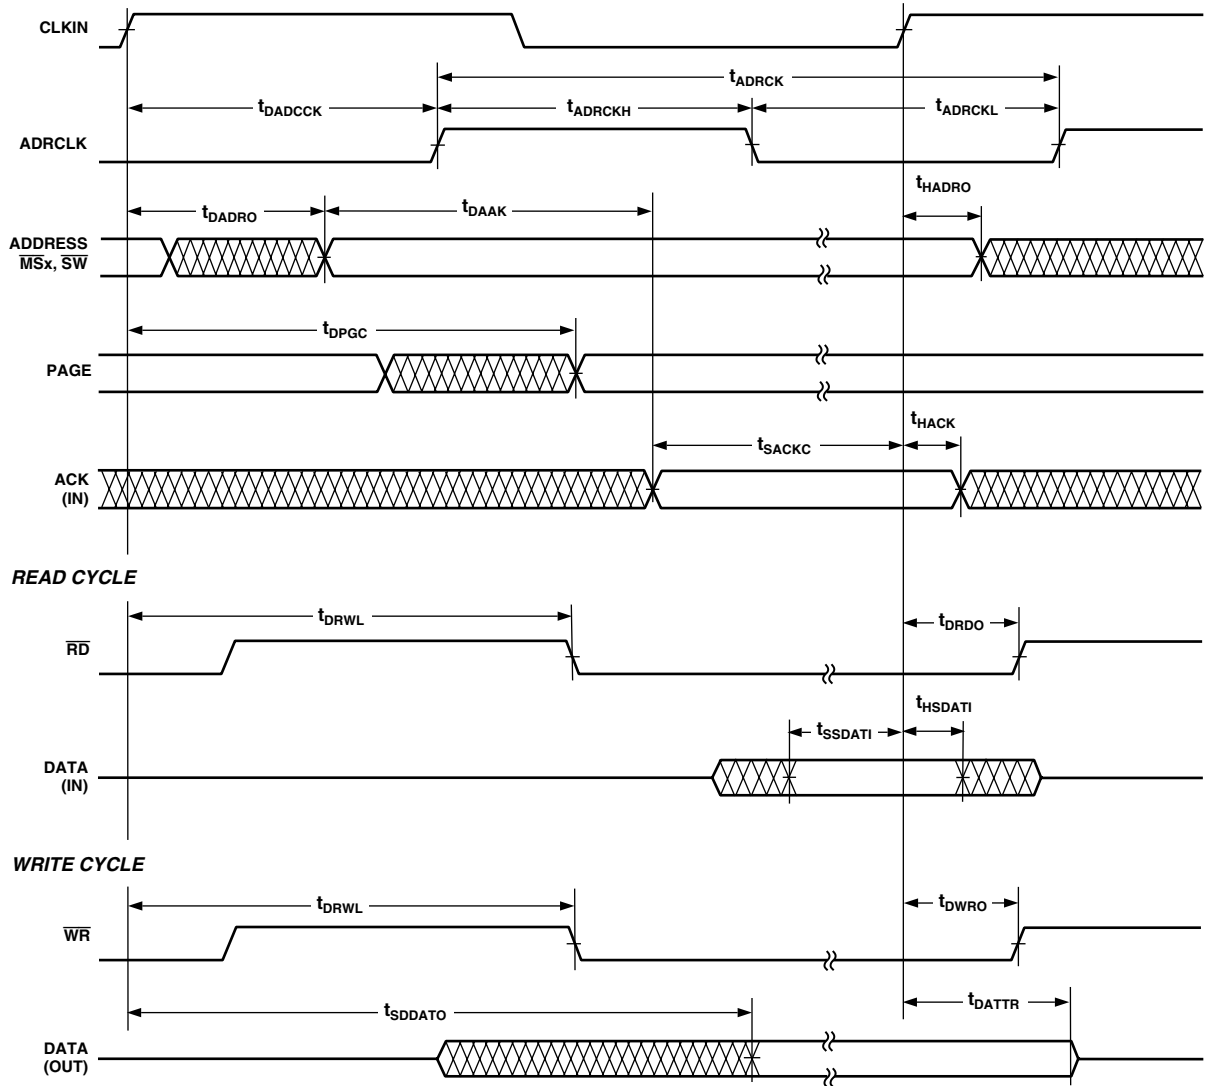 CLKIN
tADRCK
tDADCCK
tADRCKH
tADRCKL
ADRCLK
tHADRO
tDADRO
tDAAK
ADDRESS
MSx, SW
tDPGC
PAGE
tHACK
tSACKC
ACK
(IN)
READ CYCLE
tDRWL
tDRDO
RD
tHSDATI
tSSDATI
DATA
(IN)
WRITE CYCLE
tDRWL
tDWRO
WR
tDATTR
tSDDATO
DATA
(OUT)